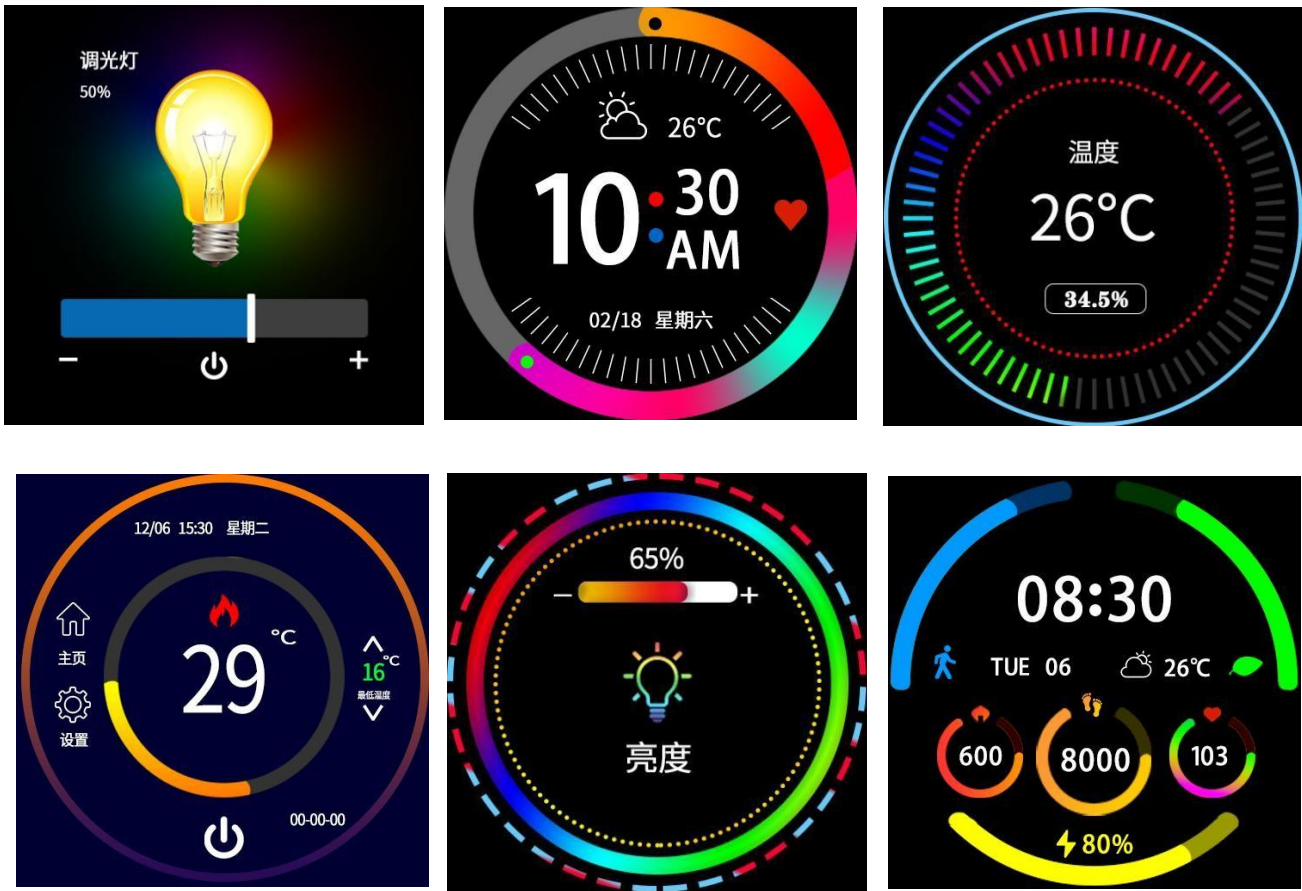 调光灯
50%
− +
26°C
10:30
AM
02/18 星期六
温度
26°C
34.5%
12/06 15:30 星期二
°C
29
主页
设置
16°C
最低温度
00-00-00
65%
− +
亮度
08:30
TUE 06
26℃
600
8000
103
80%